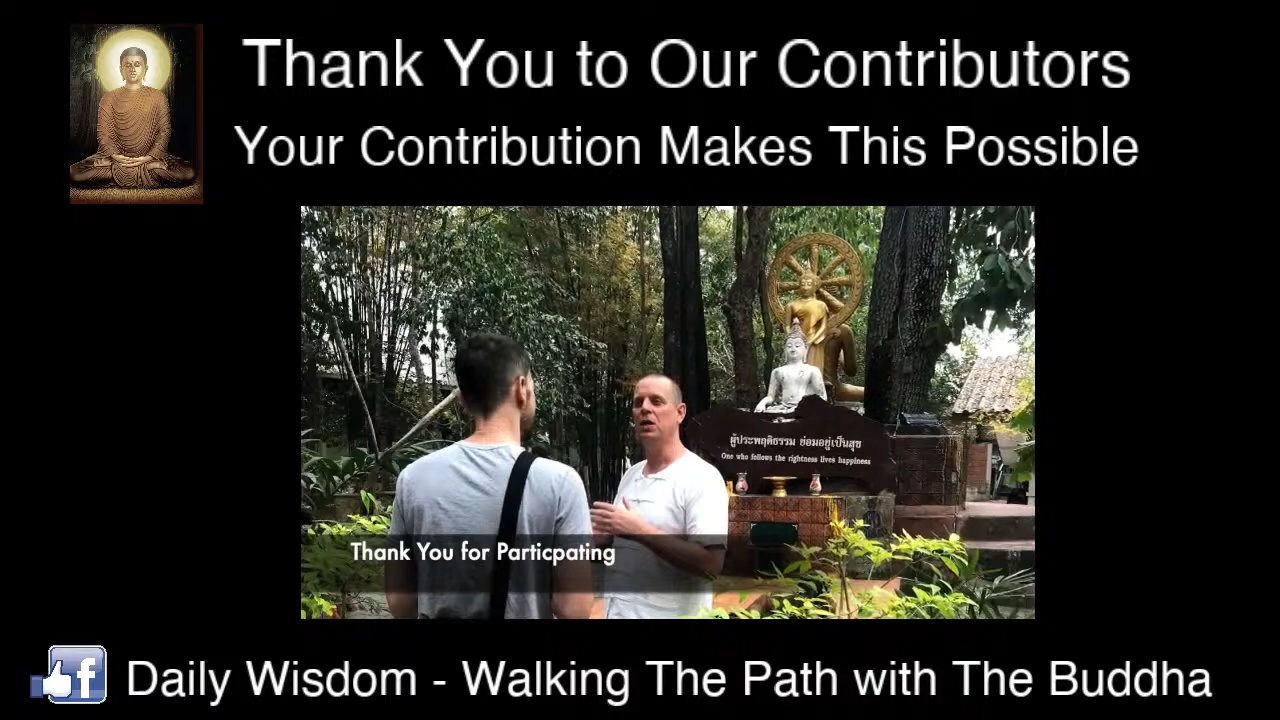 Thank You to Our Contributors
Your Contribution Makes This Possible
ผู้ประพฤติธรรม ย่อมอยู่เป็นสุข
One who follows the rightness lives happiness
Thank You for Particpating
f
Daily Wisdom - Walking The Path with The Buddha